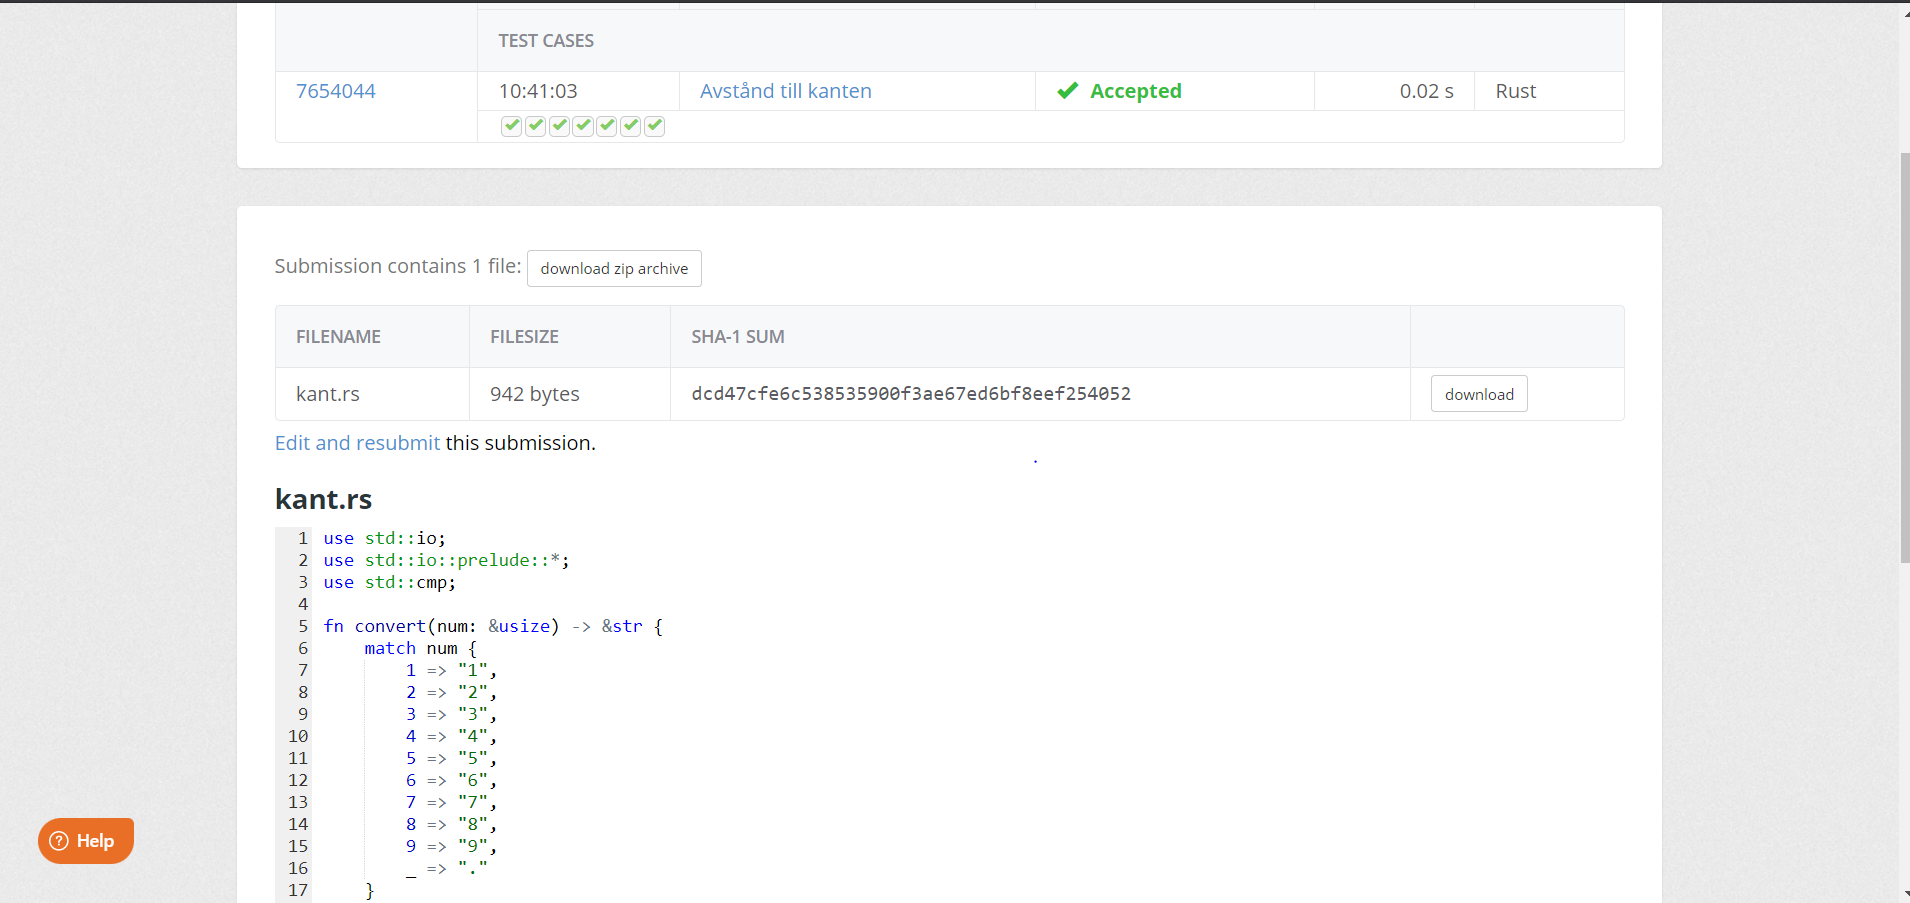 TEST CASES
7654044 10:41:03 Avstånd till kanten Accepted 0.02 s Rust
Submission contains 1 file: download zip archive
FILENAME FILESIZE SHA-1 SUM
kant.rs 942 bytes dcd47cfe6c538535900f3ae67ed6bf8eef254052 download
Edit and resubmit this submission.
kant.rs
1 use std::io;
2 use std::io::prelude::*;
3 use std::cmp;
4
5 fn convert(num: &usize) -> &str {
6 match num {
7 1 => "1",
8 2 => "2",
9 3 => "3",
10 4 => "4",
11 5 => "5",
12 6 => "6",
13 7 => "7",
14 8 => "8",
15 9 => "9",
16 _ => "."
17 }
? Help